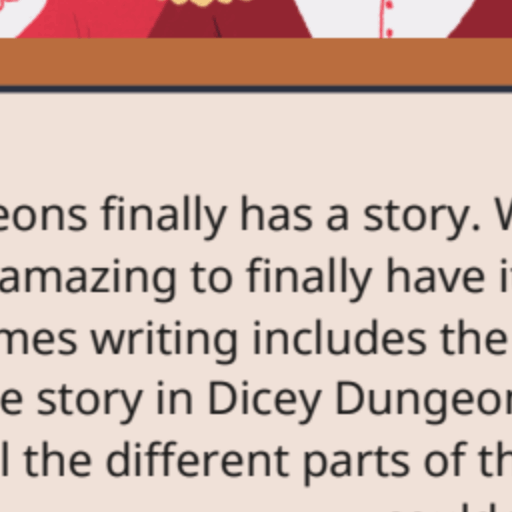 eons finally has a story. W
amazing to finally have i
mes writing includes the
e story in Dicey Dungeon
l the different parts of th